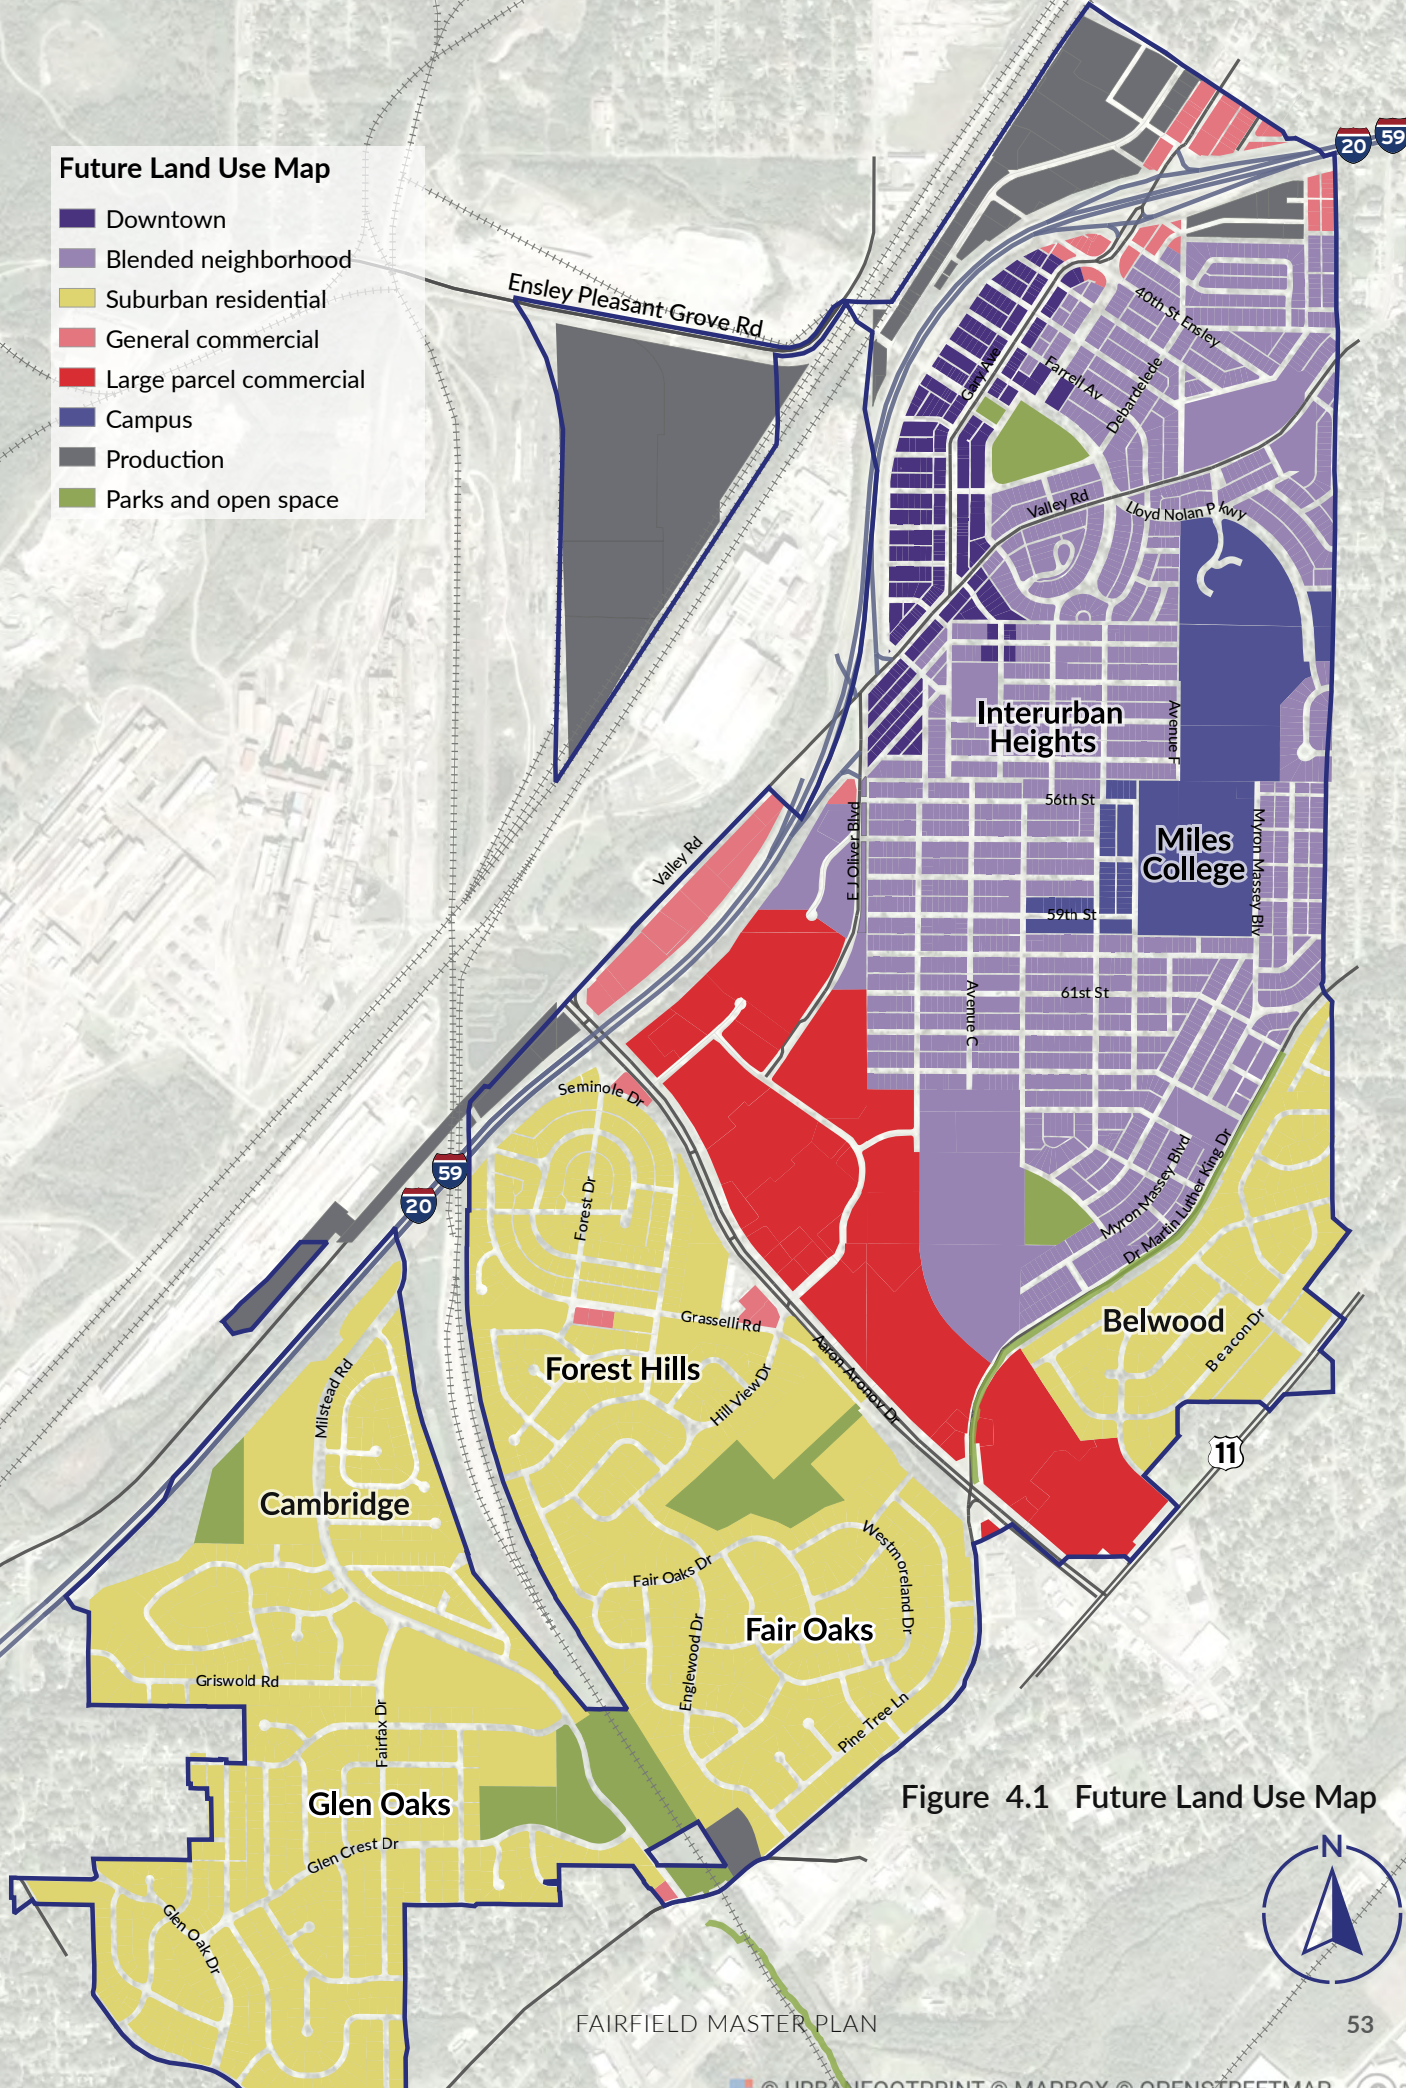 20
59
Future Land Use Map
Downtown
Blended neighborhood
Suburban residential
General commercial
Large parcel commercial
Campus
Production
Parks and open space
Ensley Pleasant Grove Rd
40th St Ensley
Gary Ave
Farrell Av
Debardelede
Valley Rd
Lloyd Nolan Pkwy
Interurban
Heights
Avenue F
56th St
Miles
College
Myron Massey Blv
E J Oliver Blvd
Valley Rd
59th St
61st St
Avenue C
Seminole Dr
59
20
Forest Dr
Myron Massey Blvd
Dr Martin Luther King Dr
Grasselli Rd
Belwood
Beacon Dr
Aaron Aronov Dr
Forest Hills
Hill View Dr
Milstead Rd
11
Cambridge
Westmoreland Dr
Fair Oaks Dr
Fair Oaks
Englewood Dr
Griswold Rd
Fairfax Dr
Pine Tree Ln
Glen Oaks
Figure 4.1 Future Land Use Map
Glen Crest Dr
N
Glen Oak Dr
FAIRFIELD MASTER PLAN
53
© URBANFOOTPRINT © MAPBOX © OPENSTREETMAP